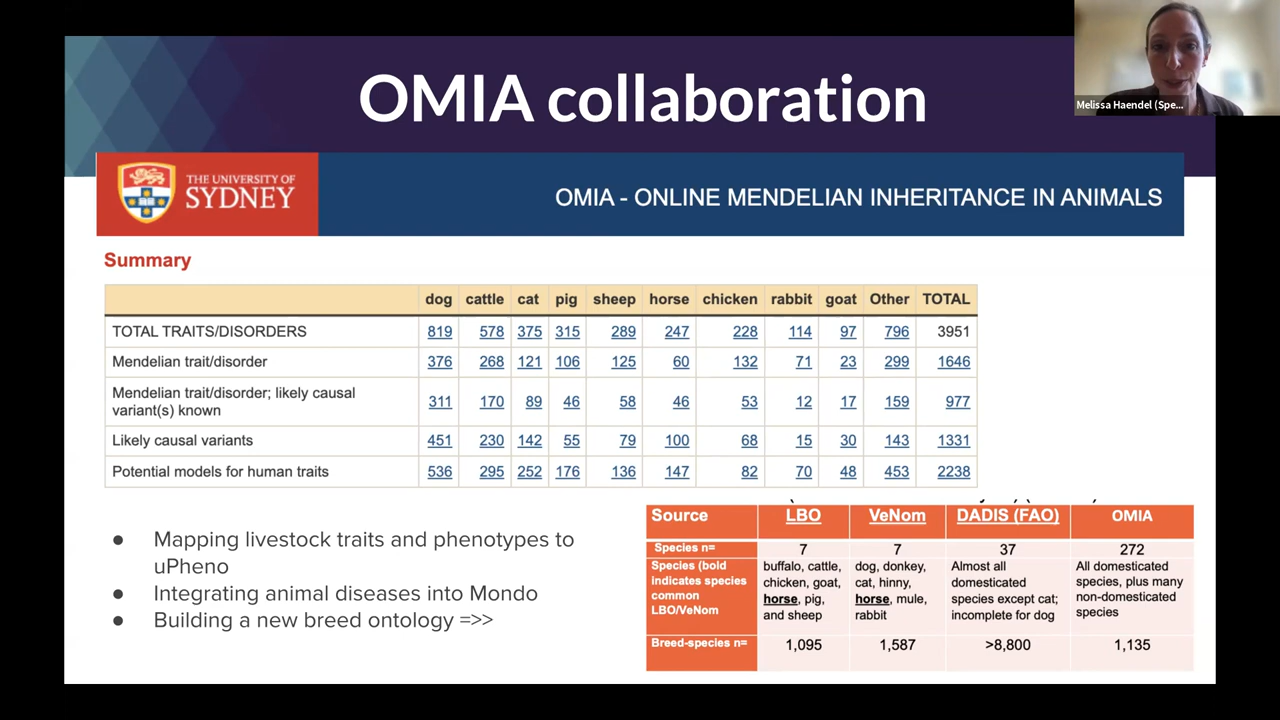 OMIA collaboration
Melissa Haendel (Spe...
THE UNIVERSITY OF
SYDNEY
OMIA - ONLINE MENDELIAN INHERITANCE IN ANIMALS
Summary
dog cattle cat pig sheep horse chicken rabbit goat Other TOTAL
TOTAL TRAITS/DISORDERS 819 578 375 315 289 247 228 114 97 796 3951
Mendelian trait/disorder 376 268 121 106 125 60 132 71 23 299 1646
Mendelian trait/disorder; likely causal
variant(s) known 311 170 89 46 58 46 53 12 17 159 977
Likely causal variants 451 230 142 55 79 100 68 15 30 143 1331
Potential models for human traits 536 295 252 176 136 147 82 70 48 453 2238
● Mapping livestock traits and phenotypes to
uPheno
● Integrating animal diseases into Mondo
● Building a new breed ontology =>>
Source LBO VeNom DADIS (FAO) OMIA
Species n= 7 7 37 272
Species (bold
indicates species
common
LBO/VeNom
buffalo, cattle,
chicken, goat,
horse, pig,
and sheep
dog, donkey,
cat, hinny,
horse, mule,
rabbit
Almost all
domesticated
species except cat;
incomplete for dog
All domesticated
species, plus many
non-domesticated
species
Breed-species n= 1,095 1,587 >8,800 1,135